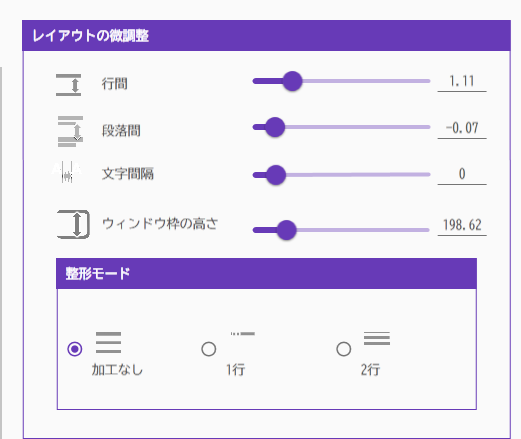 レイアウトの微調整
行間 1.11
段落間 -0.07
文字間隔 0
ウィンドウ枠の高さ 198.62
整形モード
加工なし 1行 2行